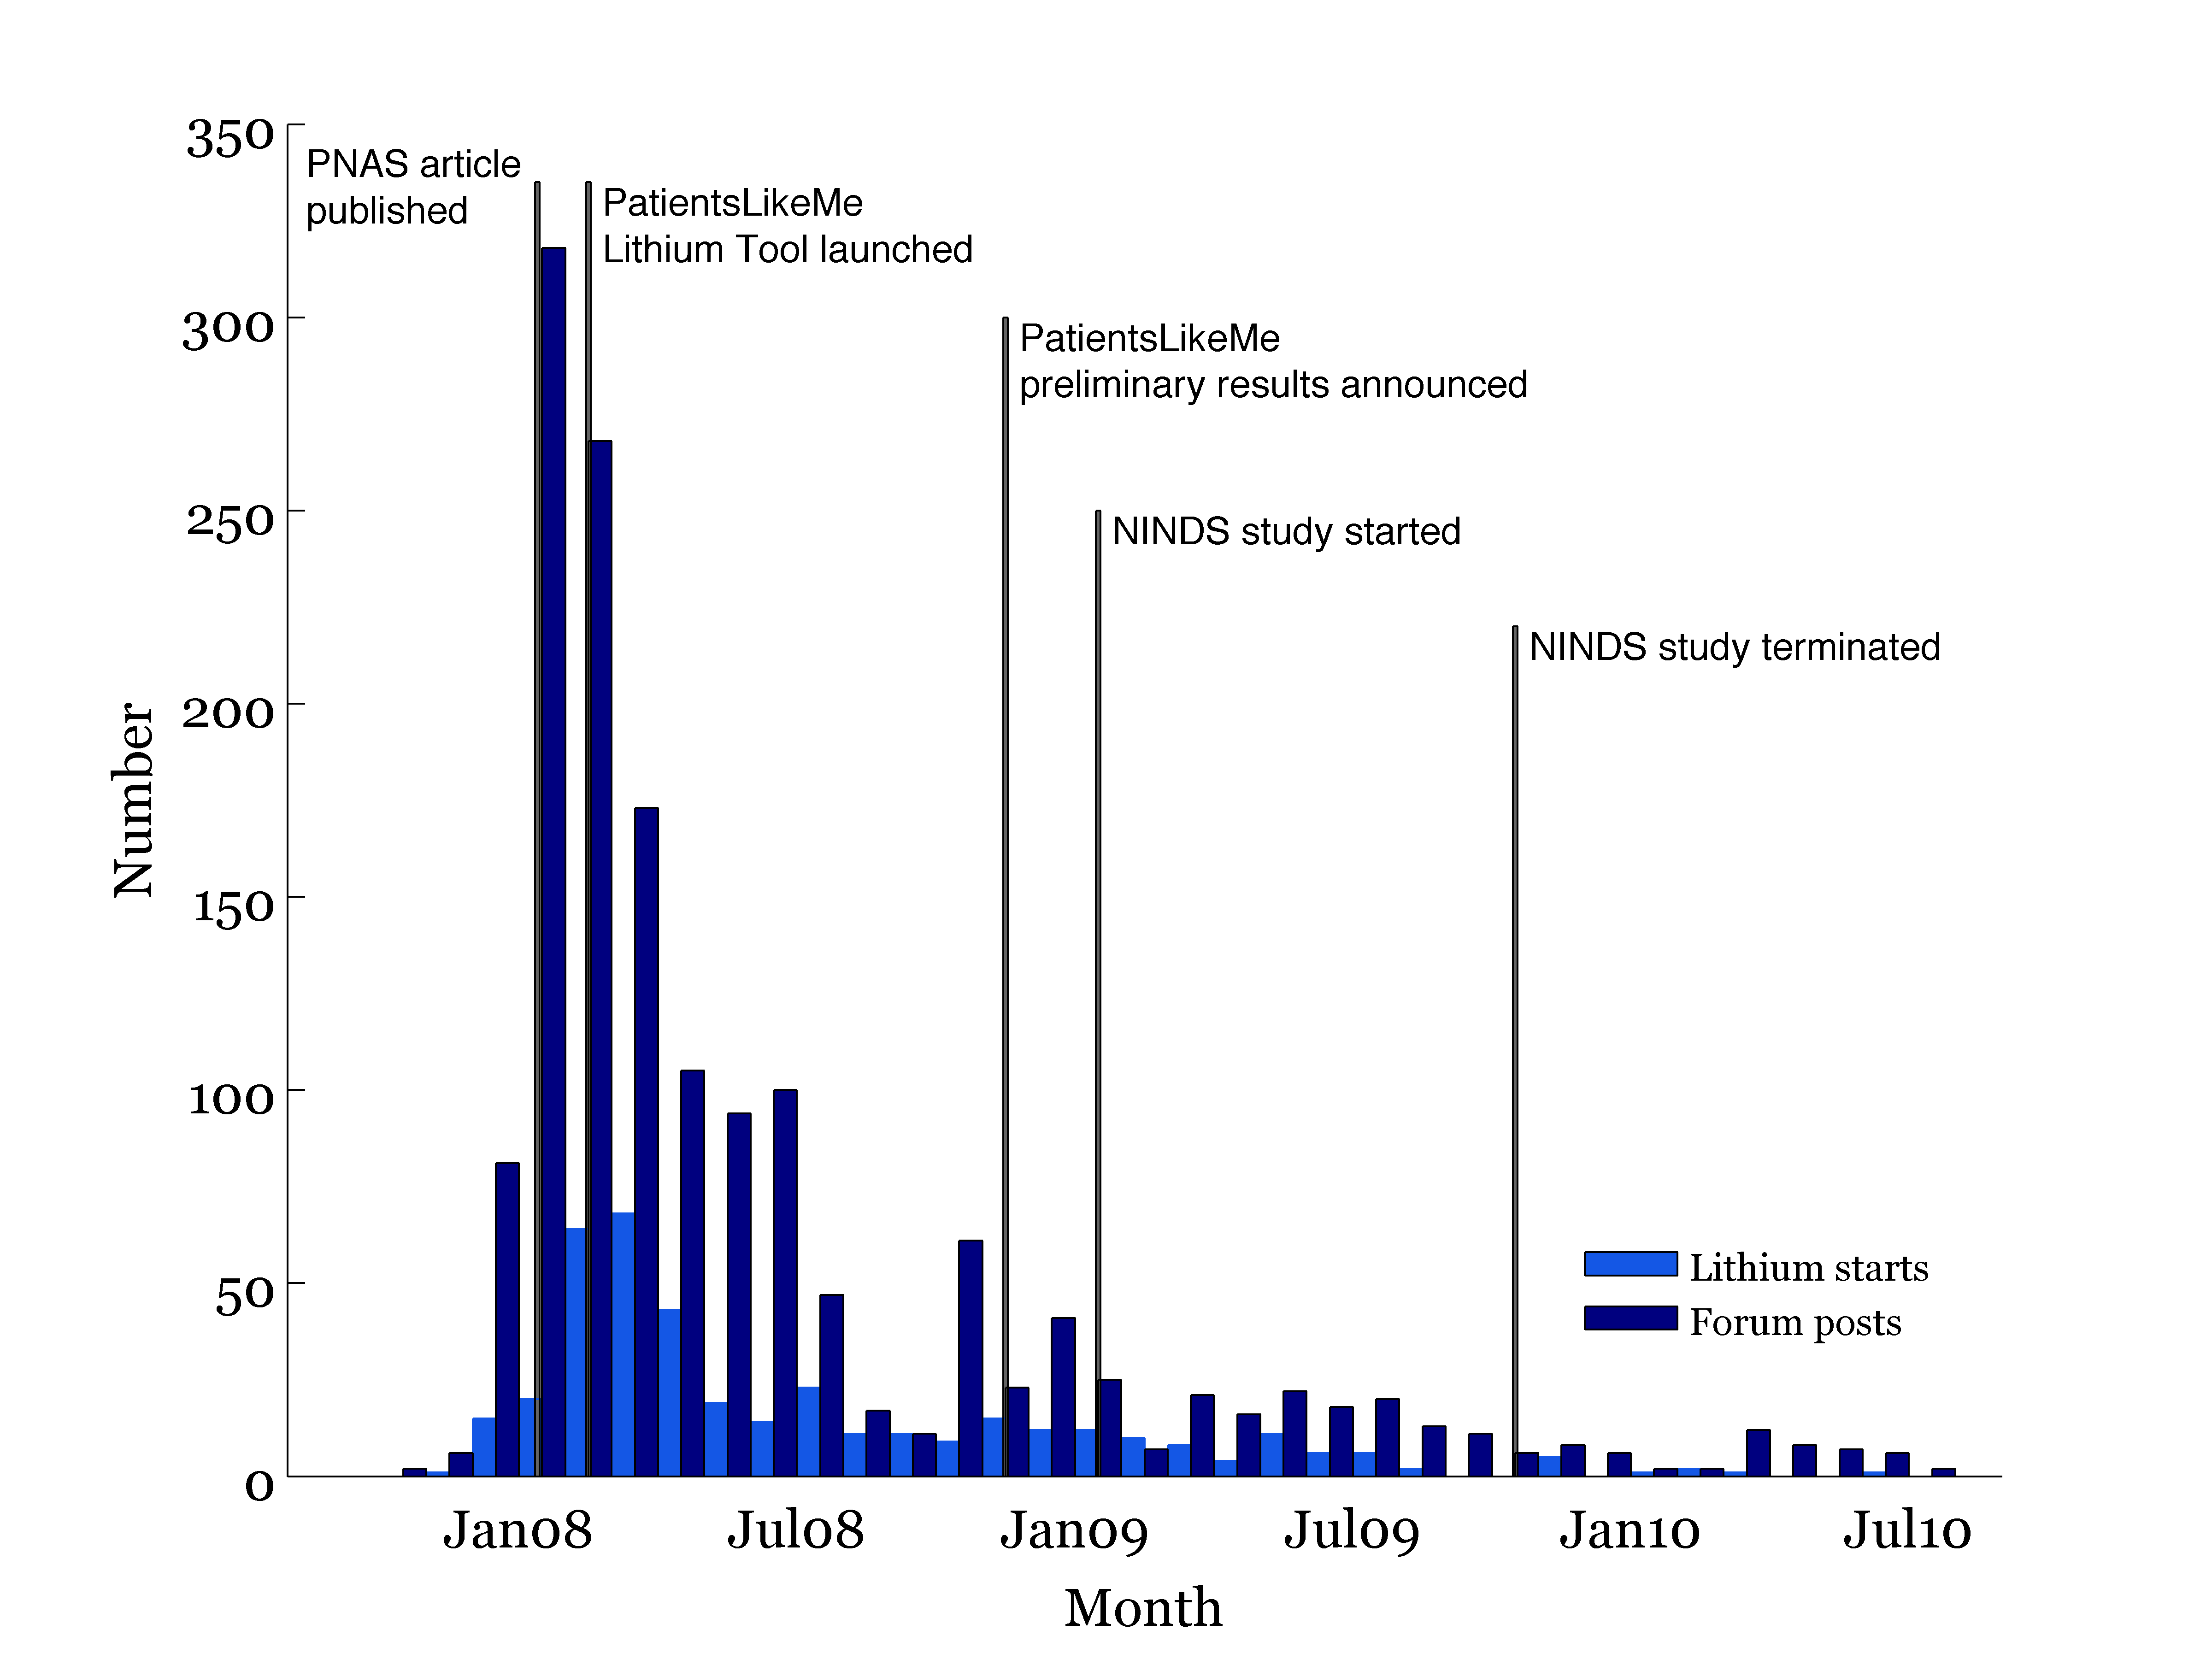 350
PNAS article
published
PatientsLikeMe
Lithium Tool launched
300
PatientsLikeMe
preliminary results announced
250
NINDS study started
NINDS study terminated
200
Number
150
100
50
Lithium starts
Forum posts
0
Jan08 Jul08 Jan09 Jul09 Jan10 Jul10
Month